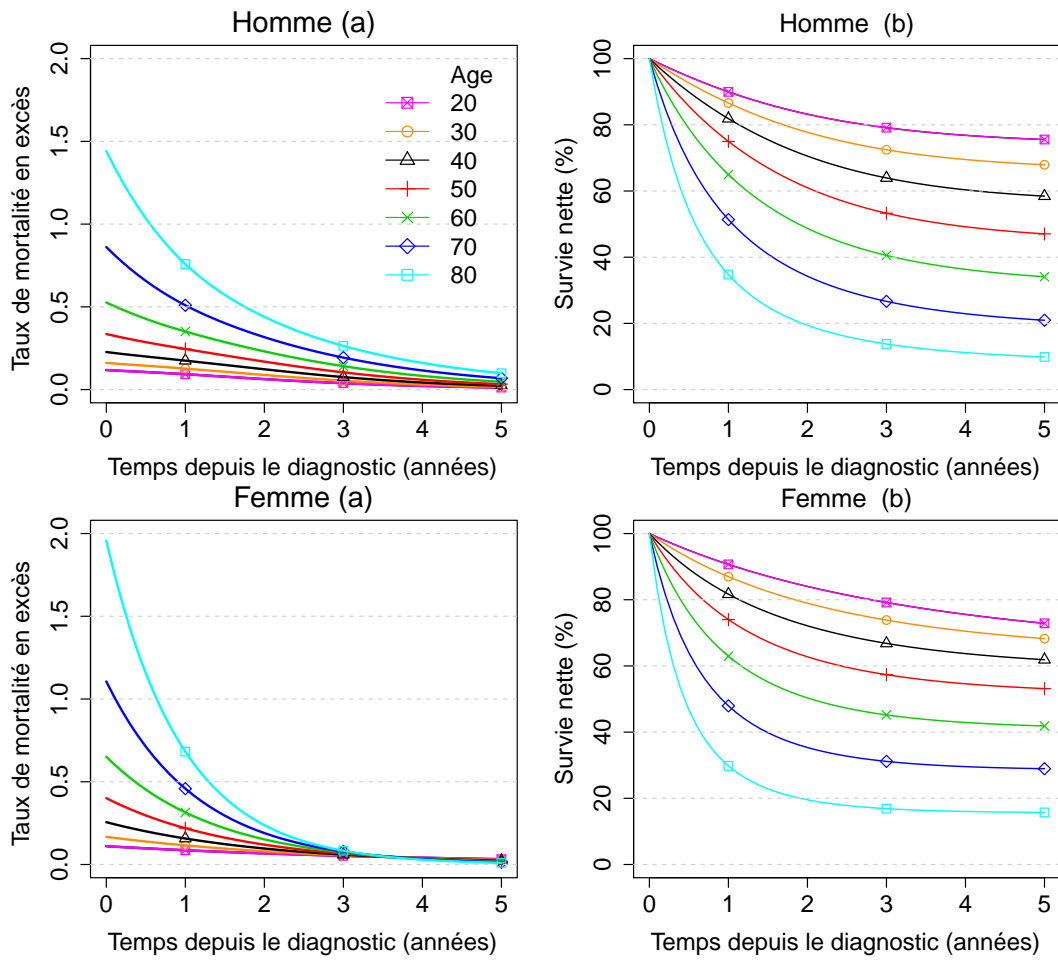 Homme (a)
Taux de mortalité en excès
0.0 0.5 1.0 1.5 2.0
Age
20
30
40
50
60
70
80
0 1 2 3 4 5
Temps depuis le diagnostic (années)
Homme (b)
Survie nette (%)
0 20 40 60 80 100
0 1 2 3 4 5
Temps depuis le diagnostic (années)
Femme (a)
Taux de mortalité en excès
0.0 0.5 1.0 1.5 2.0
0 1 2 3 4 5
Temps depuis le diagnostic (années)
Femme (b)
Survie nette (%)
0 20 40 60 80 100
0 1 2 3 4 5
Temps depuis le diagnostic (années)